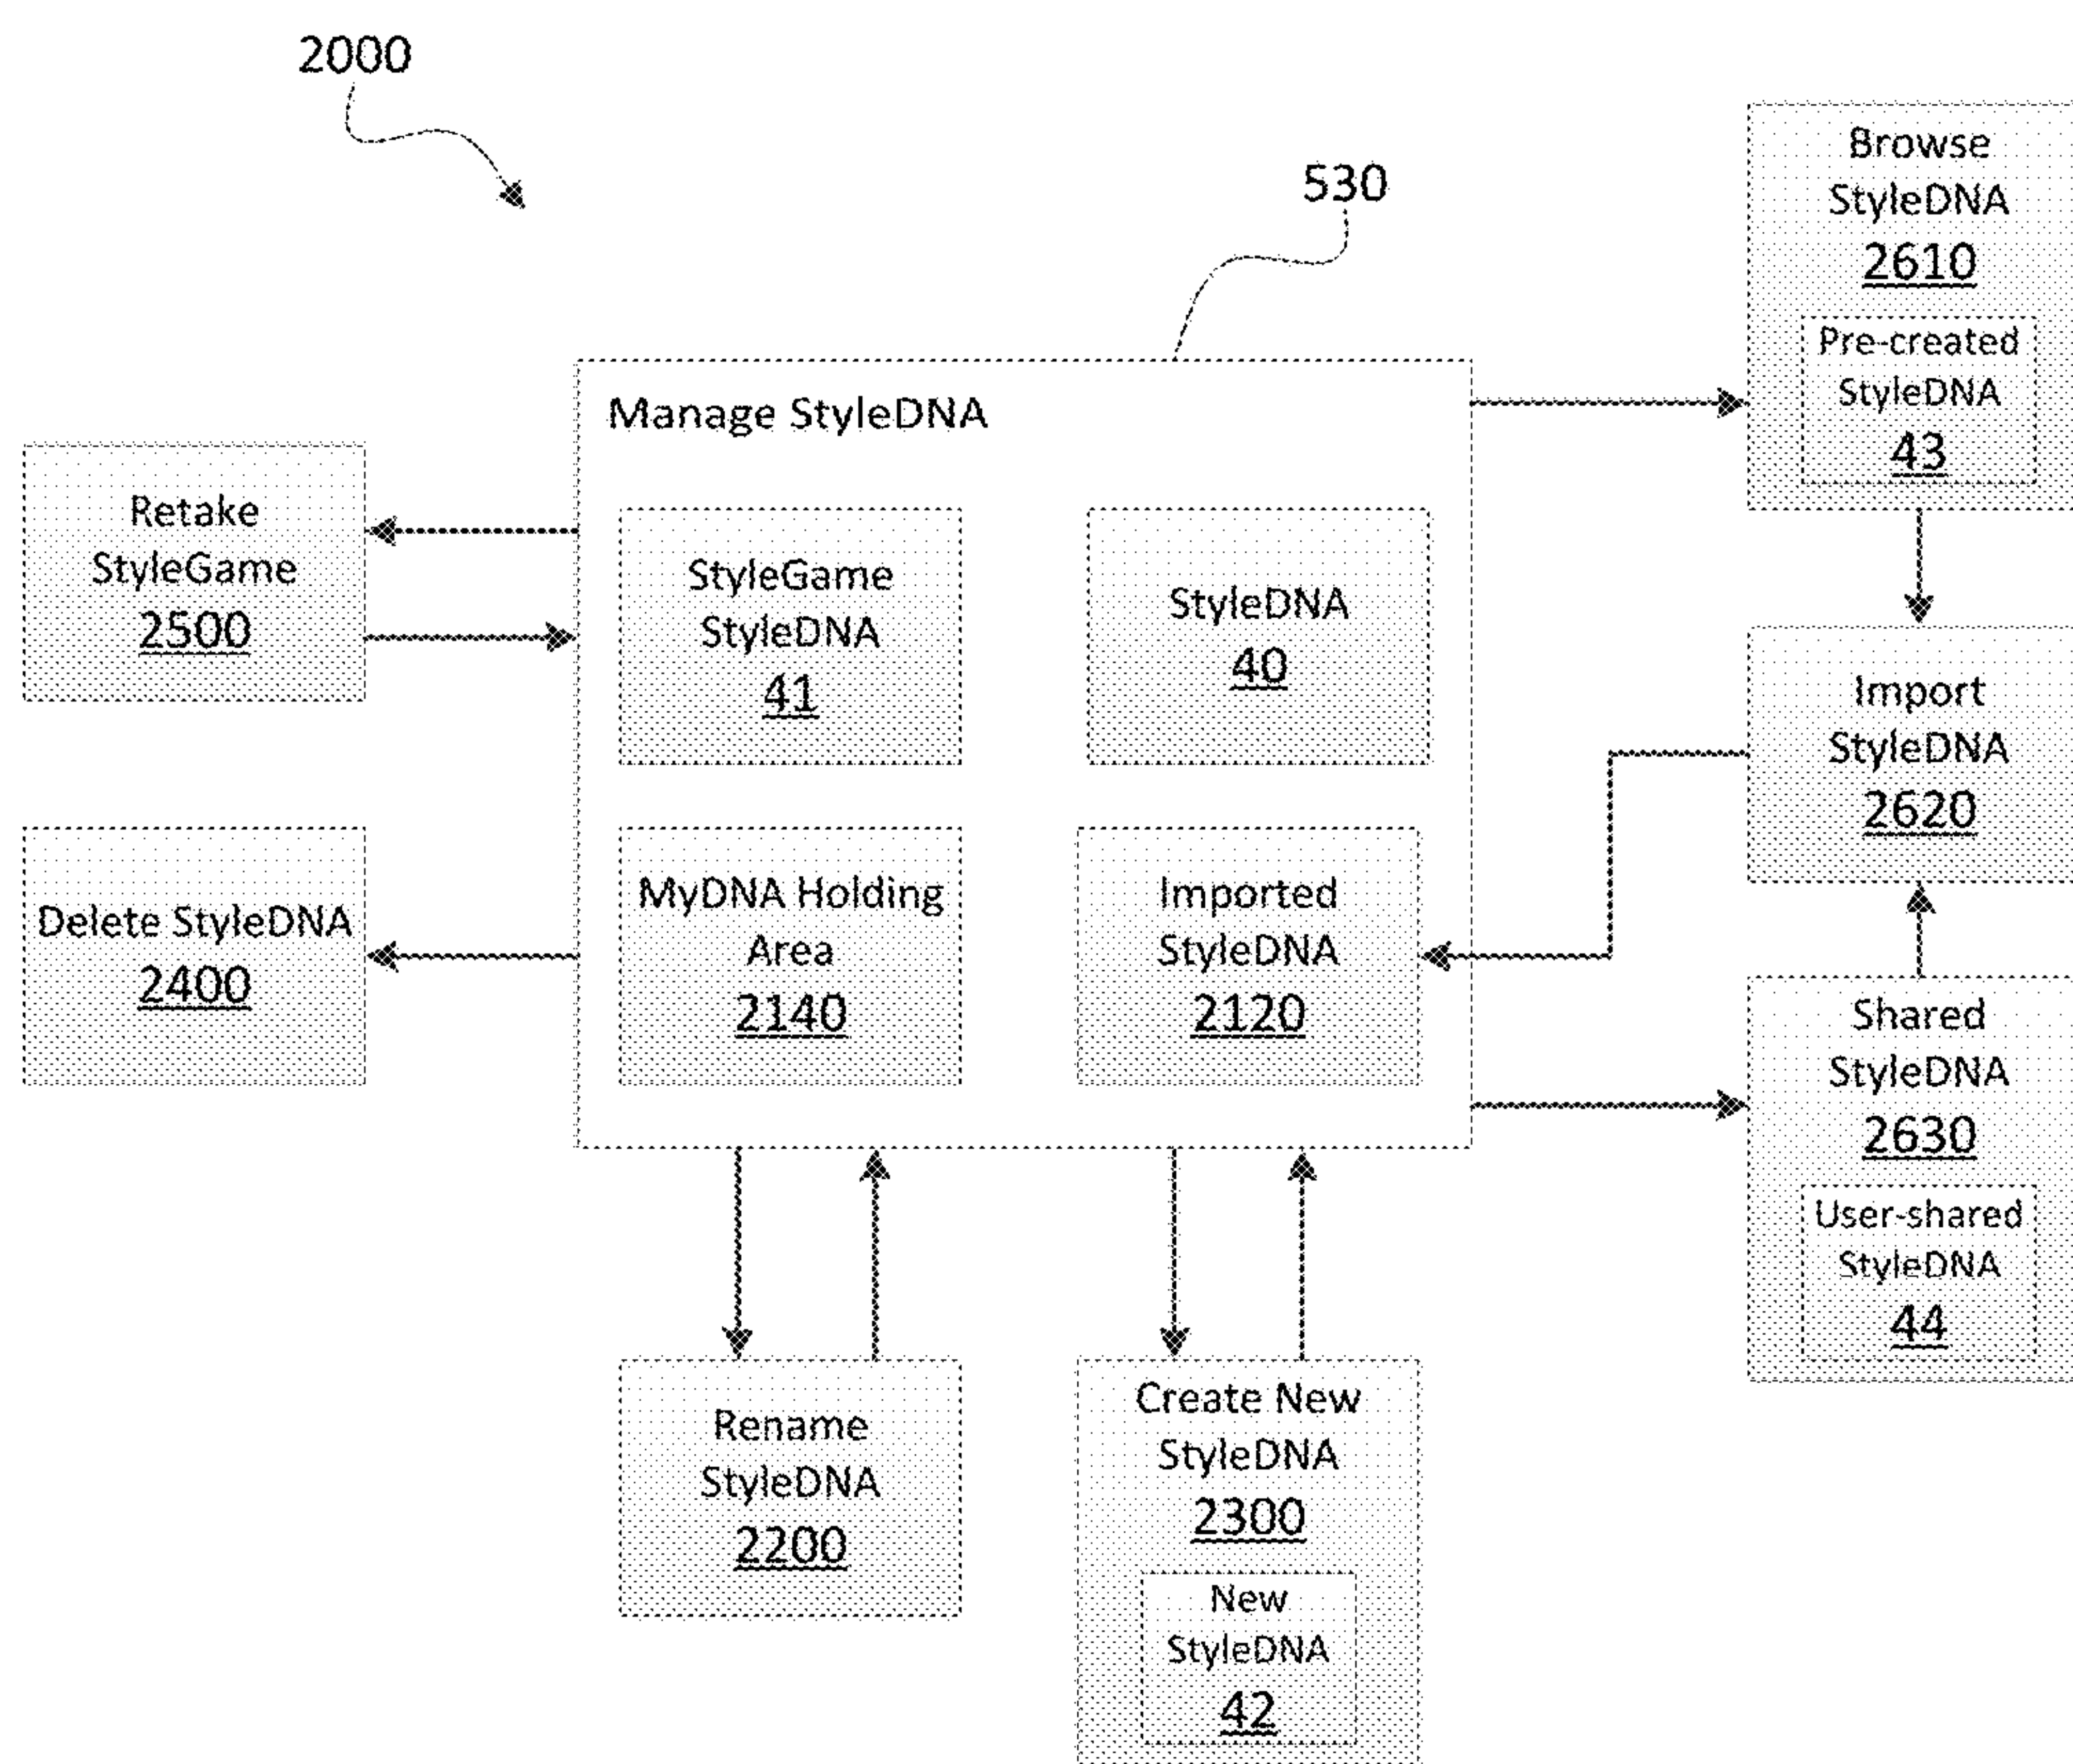 2000
530
Browse
StyleDNA
2610
Pre-created
StyleDNA
43
Manage StyleDNA
Retake
StyleGame
2500
StyleGame
StyleDNA
41
StyleDNA
40
Import
StyleDNA
2620
Delete StyleDNA
2400
MyDNA Holding
Area
2140
Imported
StyleDNA
2120
Shared
StyleDNA
2630
User-shared
StyleDNA
44
Rename
StyleDNA
2200
Create New
StyleDNA
2300
New
StyleDNA
42